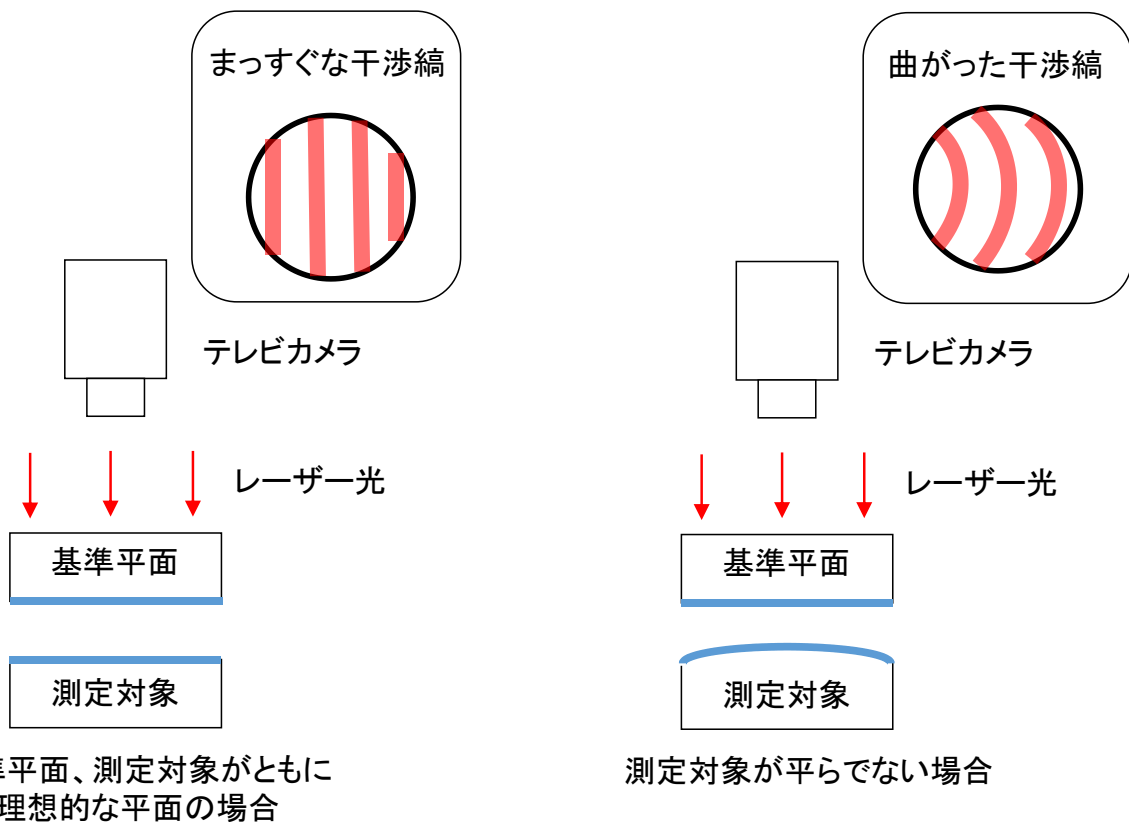 まっすぐな干渉縞
テレビカメラ
レーザー光
基準平面
測定対象
平面、測定対象がともに
理想的な平面の場合
曲がった干渉縞
テレビカメラ
レーザー光
基準平面
測定対象
測定対象が平らでない場合